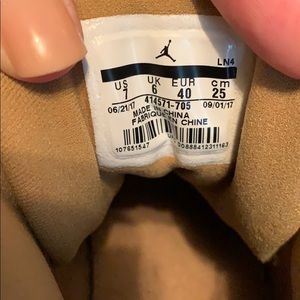 LN4
US UK EUR cm
7 6 40 25
06/21/17 414571-705 09/01/17
MADE IN CHINA
FABRIQUE EN CHINE
107651547